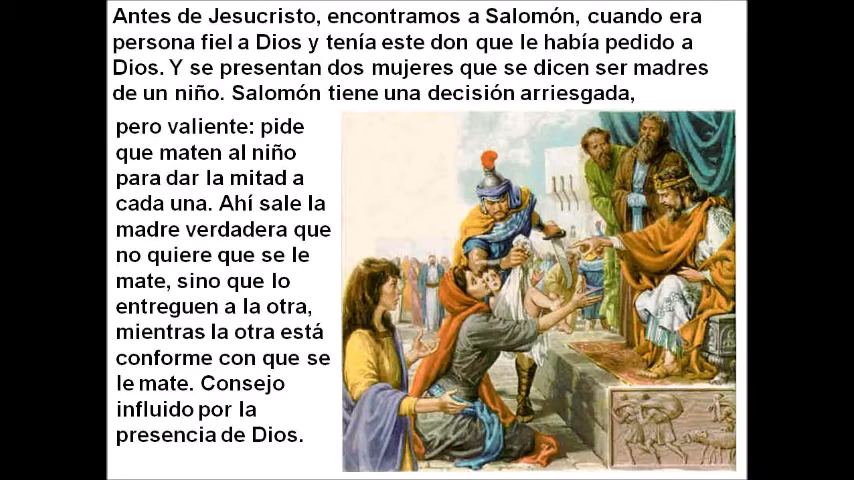 Antes de Jesucristo, encontramos a Salomón, cuando era
persona fiel a Dios y tenía este don que le había pedido a
Dios. Y se presentan dos mujeres que se dicen ser madres
de un niño. Salomón tiene una decisión arriesgada,
pero valiente: pide
que maten al niño
para dar la mitad a
cada una. Ahí sale la
madre verdadera que
no quiere que se le
mate, sino que lo
entreguen a la otra,
mientras la otra está
conforme con que se
le mate. Consejo
influido por la
presencia de Dios.